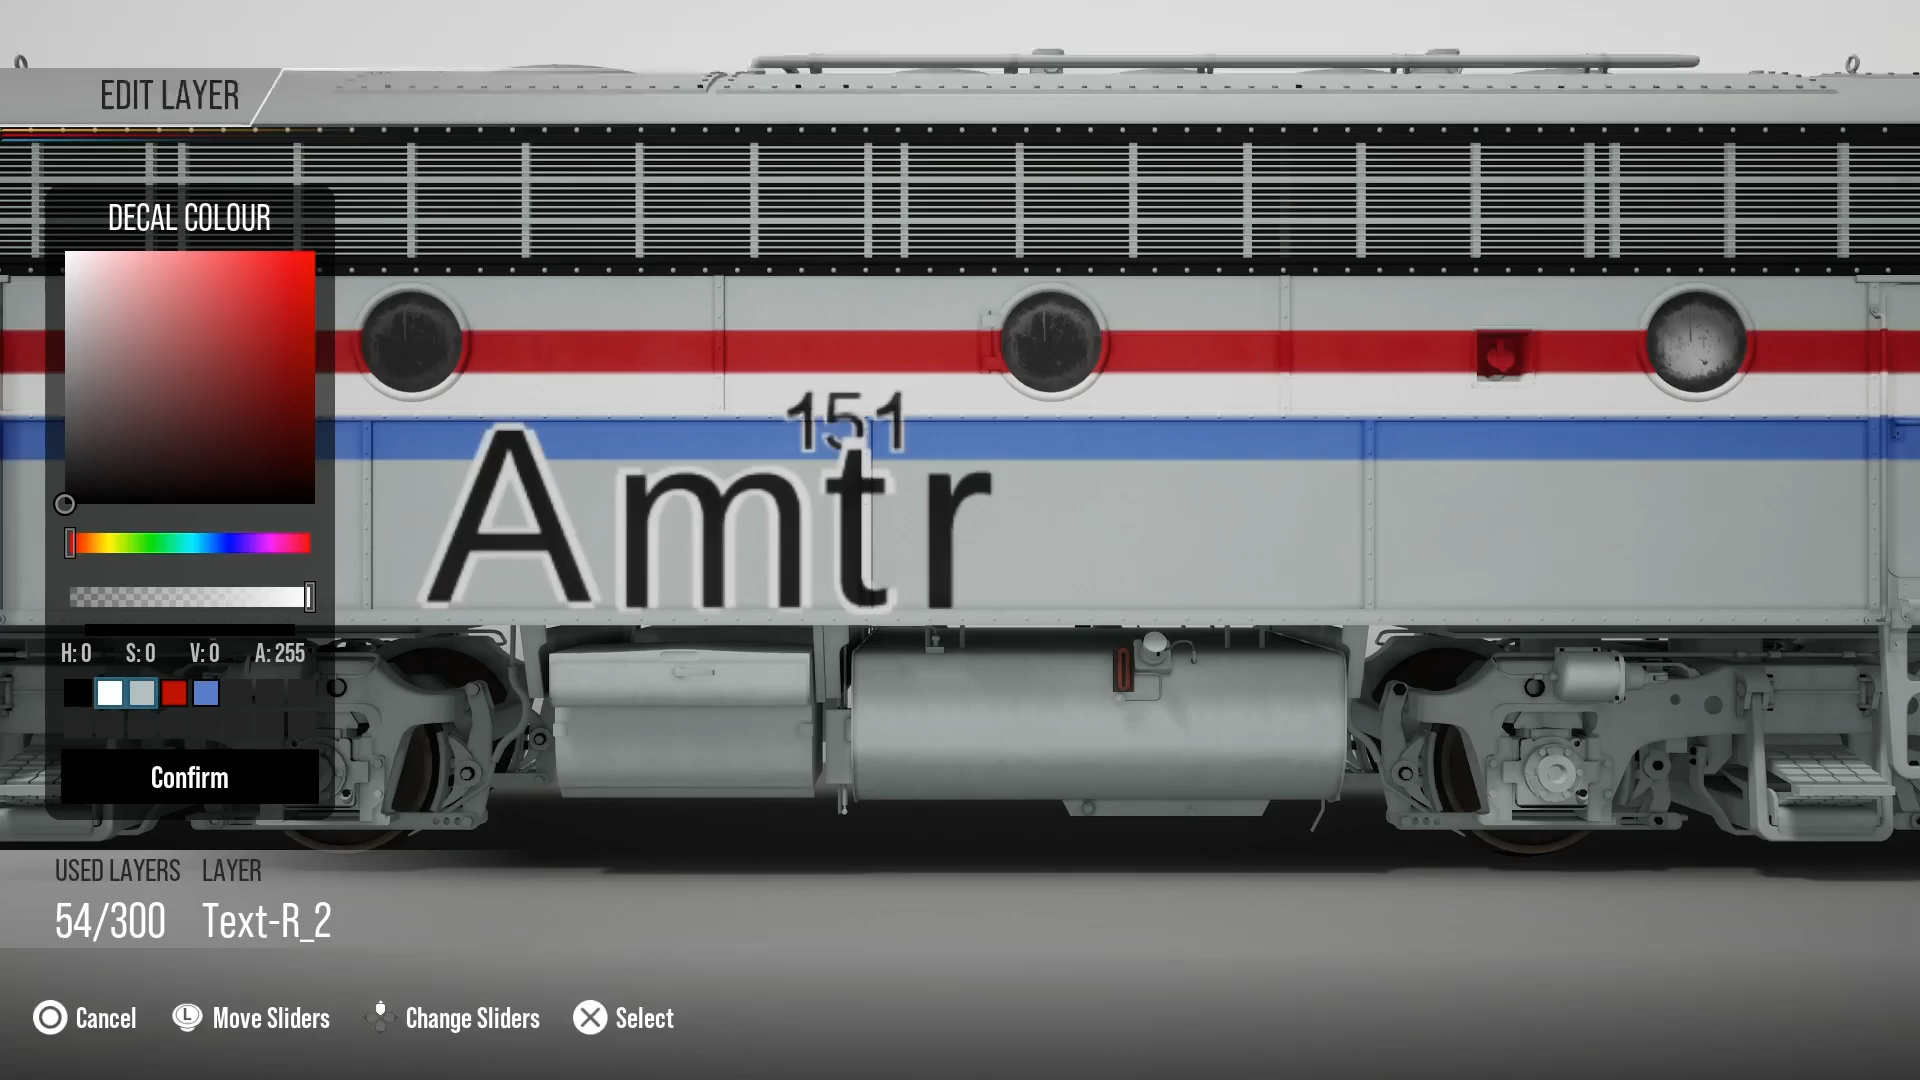 EDIT LAYER
DECAL COLOUR
151
Amtr
H: 0 S: 0 V: 0 A: 255
Confirm
USED LAYERS LAYER
54/300 Text-R_2
Cancel L Move Sliders Change Sliders Select